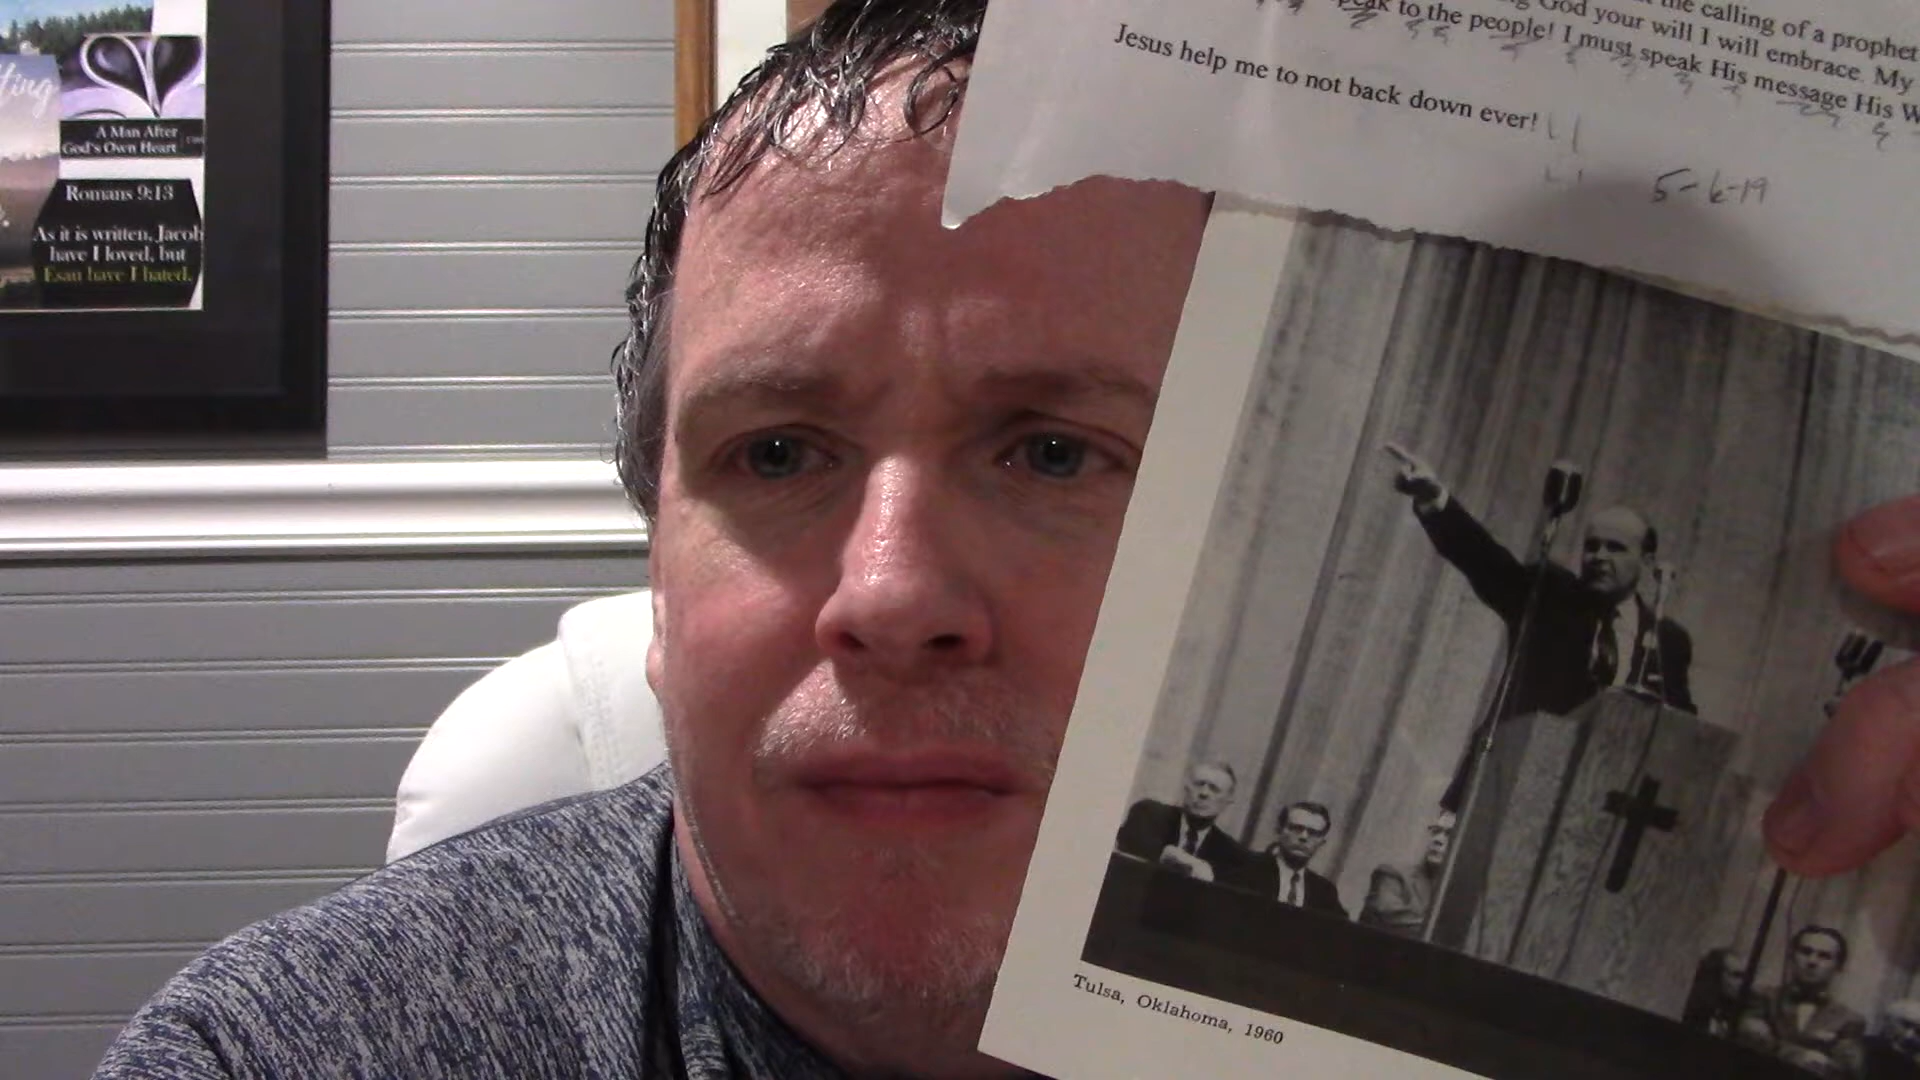 A Man After
God's Own Heart
Romans 9:13
As it is written, Jacob
have I loved, but
Esau have I hated.
the calling of a prophet
God your will I will embrace. My
to the people! I must speak His message His W
Jesus help me to not back down ever!
5-6-19
Tulsa, Oklahoma, 1960